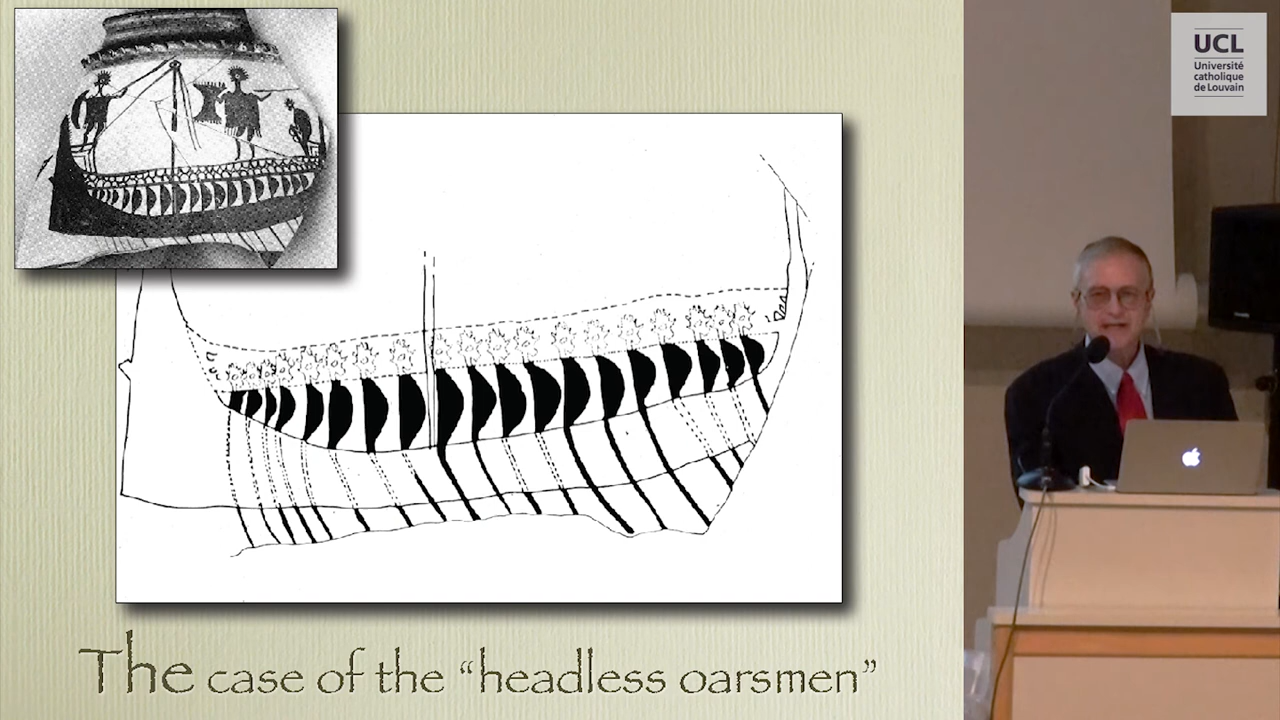 UCL
Université
catholique
de Louvain
The case of the “headless oarsmen”